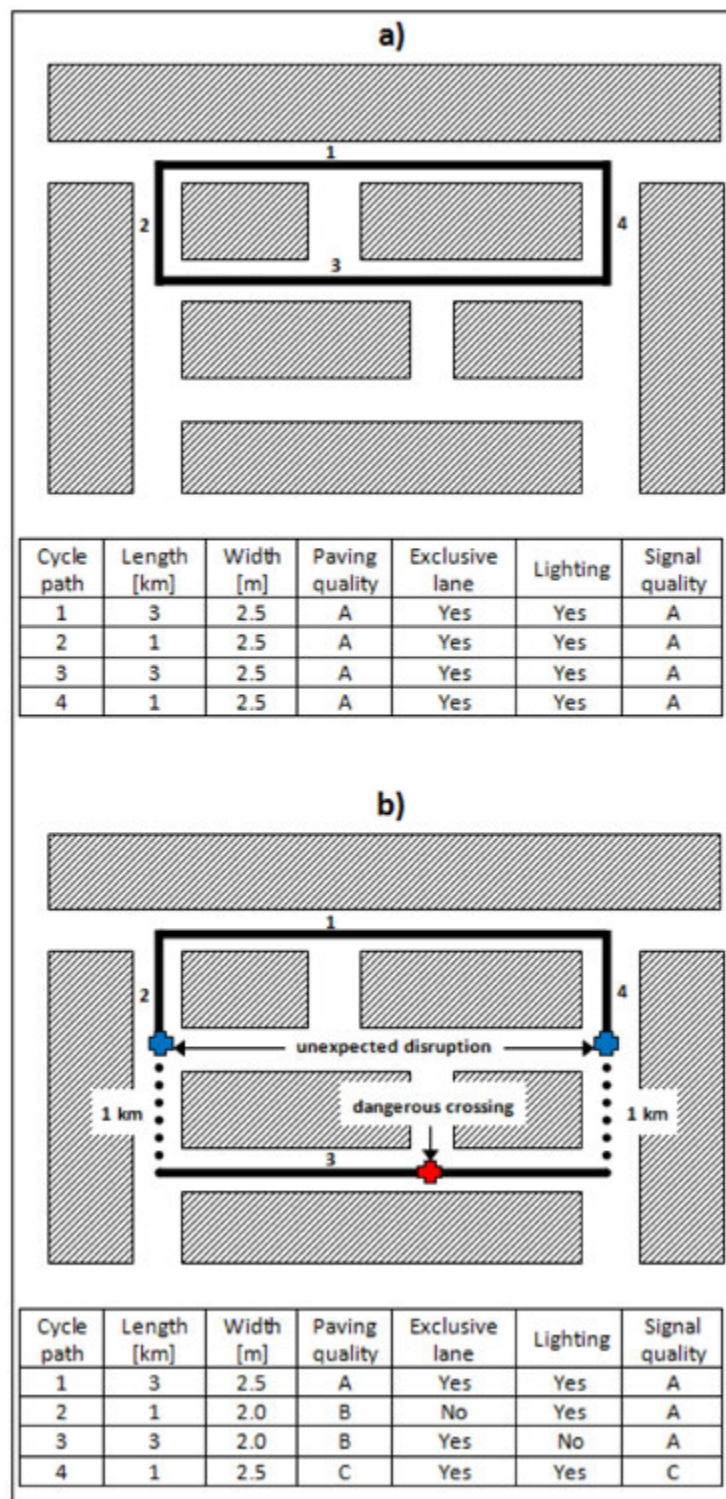 a)
1
2
4
3
Cycle path Length [km] Width [m] Paving quality Exclusive lane Lighting Signal quality
1 3 2.5 A Yes Yes A
2 1 2.5 A Yes Yes A
3 3 2.5 A Yes Yes A
4 1 2.5 A Yes Yes A
b)
1
2
4
unexpected disruption
1 km
dangerous crossing
1 km
3
Cycle path Length [km] Width [m] Paving quality Exclusive lane Lighting Signal quality
1 3 2.5 A Yes Yes A
2 1 2.0 B No Yes A
3 3 2.0 B Yes No A
4 1 2.5 C Yes Yes C